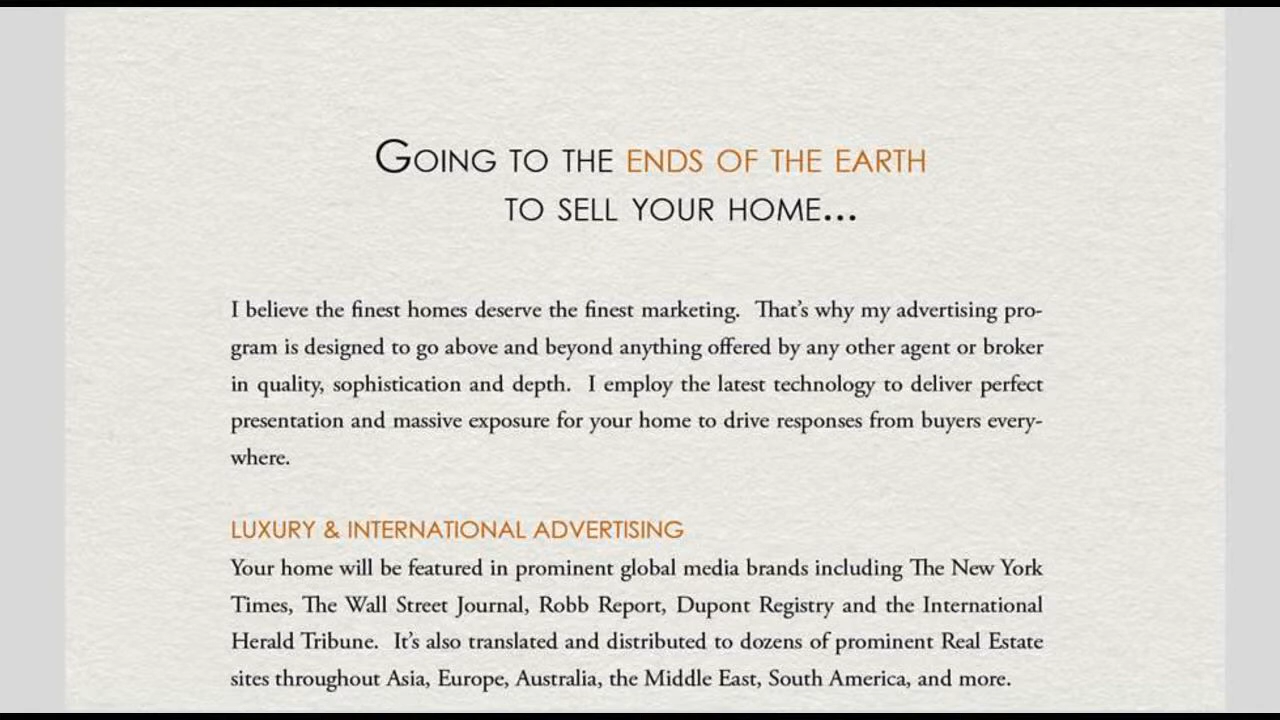 GOING TO THE ENDS OF THE EARTH
TO SELL YOUR HOME...
I believe the finest homes deserve the finest marketing.  That's why my advertising pro-
gram is designed to go above and beyond anything offered by any other agent or broker
in quality, sophistication and depth.  I employ the latest technology to deliver perfect
presentation and massive exposure for your home to drive responses from buyers every-
where.
LUXURY & INTERNATIONAL ADVERTISING
Your home will be featured in prominent global media brands including The New York
Times, The Wall Street Journal, Robb Report, Dupont Registry and the International
Herald Tribune.  It's also translated and distributed to dozens of prominent Real Estate
sites throughout Asia, Europe, Australia, the Middle East, South America, and more.